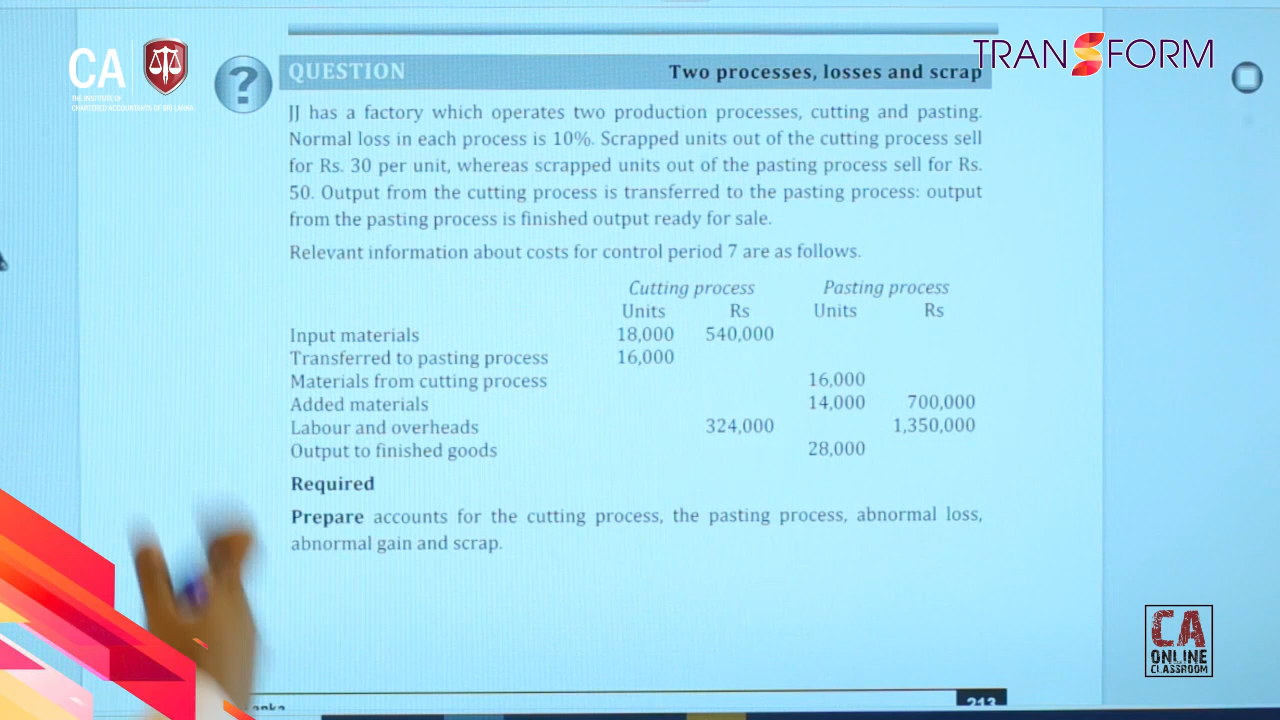 CA
THE INSTITUTE OF
CHARTERED ACCOUNTANTS OF SRI LANKA
TRANSFORM
?
QUESTION Two processes, losses and scrap
JJ has a factory which operates two production processes, cutting and pasting.
Normal loss in each process is 10%. Scrapped units out of the cutting process sell
for Rs. 30 per unit, whereas scrapped units out of the pasting process sell for Rs.
50. Output from the cutting process is transferred to the pasting process: output
from the pasting process is finished output ready for sale.
Relevant information about costs for control period 7 are as follows.
Cutting process Pasting process
Units Rs Units Rs
Input materials 18,000 540,000
Transferred to pasting process 16,000
Materials from cutting process 16,000
Added materials 14,000 700,000
Labour and overheads 324,000 1,350,000
Output to finished goods 28,000
Required
Prepare accounts for the cutting process, the pasting process, abnormal loss,
abnormal gain and scrap.
CA
ONLINE
CLASSROOM